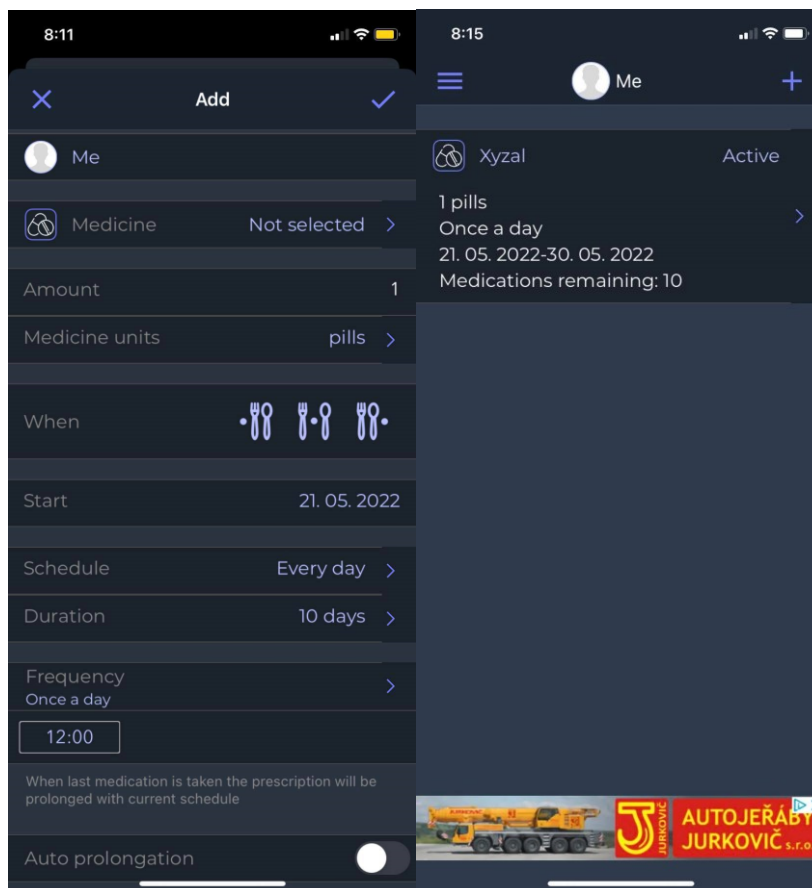 8:11
Add
Me
Medicine Not selected
Amount 1
Medicine units pills
When
Start 21. 05. 2022
Schedule Every day
Duration 10 days
Frequency
Once a day
12:00
When last medication is taken the prescription will be
prolonged with current schedule
Auto prolongation
8:15
Me
Xyzal Active
1 pills
Once a day
21. 05. 2022-30. 05. 2022
Medications remaining: 10
JURKOVIČ
AUTOJEŘÁBY
JURKOVIČ s.r.o